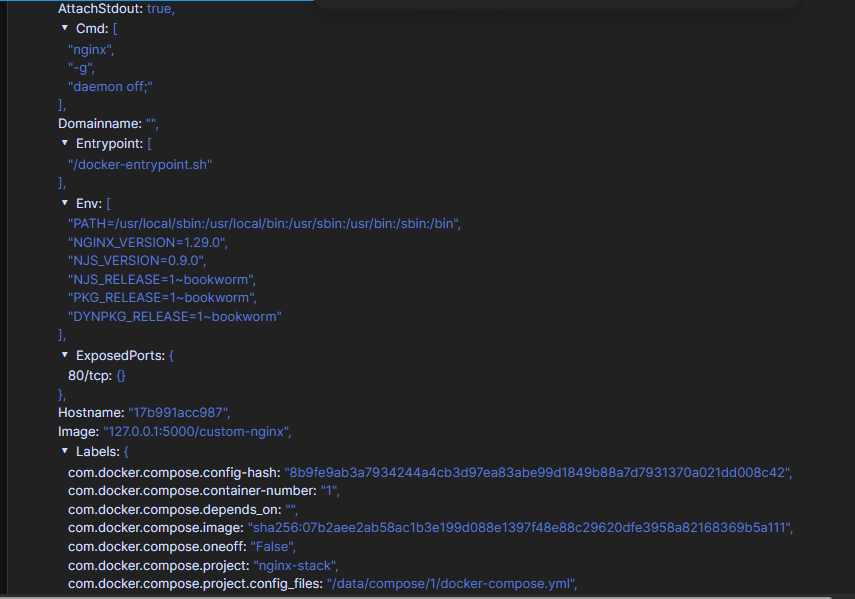 AttachStdout: true,
Cmd: [
"nginx",
"-g",
"daemon off;"
],
Domainname: "",
Entrypoint: [
"/docker-entrypoint.sh"
],
Env: [
"PATH=/usr/local/sbin:/usr/local/bin:/usr/sbin:/usr/bin:/sbin:/bin",
"NGINX_VERSION=1.29.0",
"NJS_VERSION=0.9.0",
"NJS_RELEASE=1~bookworm",
"PKG_RELEASE=1~bookworm",
"DYNPKG_RELEASE=1~bookworm"
],
ExposedPorts: {
80/tcp: {}
},
Hostname: "17b991acc987",
Image: "127.0.0.1:5000/custom-nginx",
Labels: {
com.docker.compose.config-hash: "8b9fe9ab3a7934244a4cb3d97ea83abe99d1849b88a7d7931370a021dd008c42",
com.docker.compose.container-number: "1",
com.docker.compose.depends_on: "",
com.docker.compose.image: "sha256:07b2aee2ab58ac1b3e199d088e1397f48e88c29620dfe3958a82168369b5a111",
com.docker.compose.oneoff: "False",
com.docker.compose.project: "nginx-stack",
com.docker.compose.project.config_files: "/data/compose/1/docker-compose.yml",